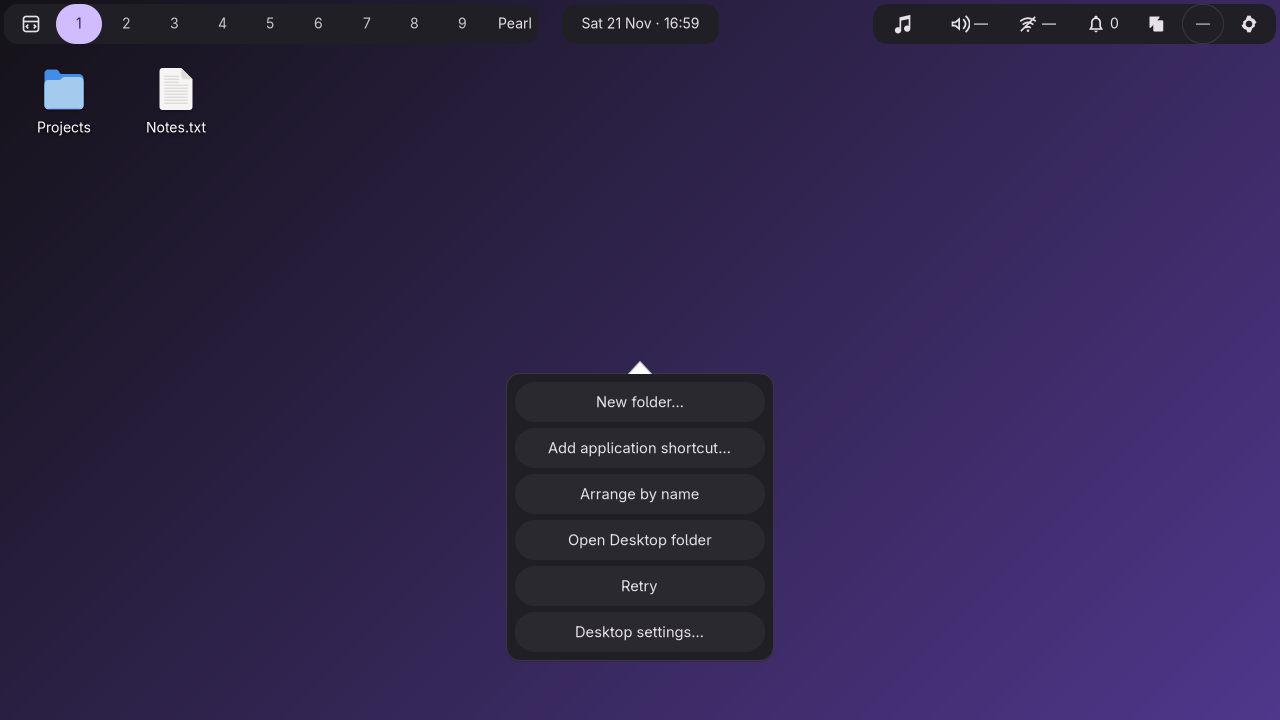 1 2 3 4 5 6 7 8 9 Pearl
Sat 21 Nov · 16:59
— — 0 —
Projects
Notes.txt
New folder...
Add application shortcut...
Arrange by name
Open Desktop folder
Retry
Desktop settings...